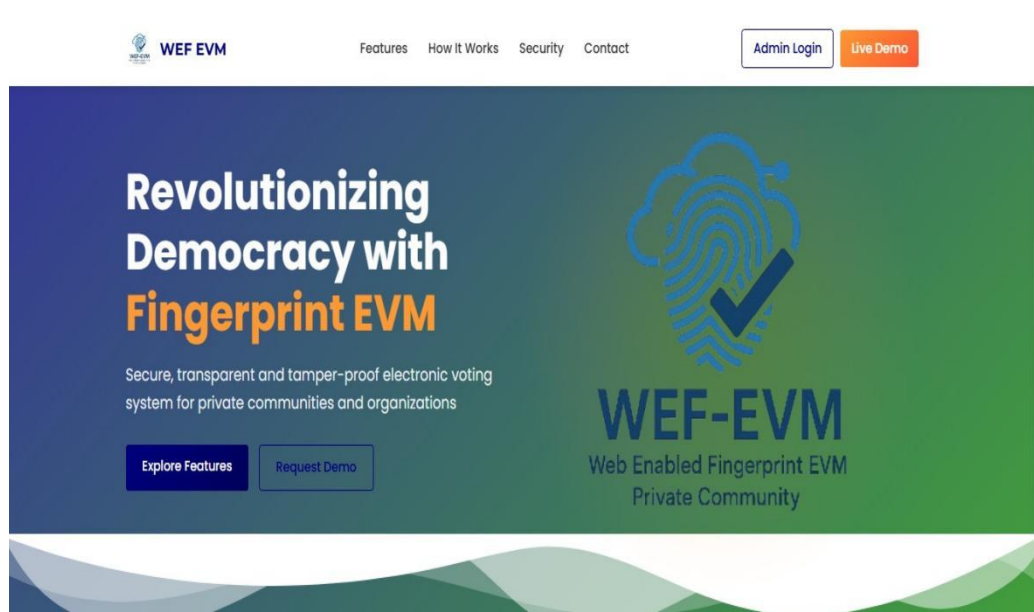 WEF EVM
Features How It Works Security Contact
Admin Login Live Demo
Revolutionizing
Democracy with
Fingerprint EVM
Secure, transparent and tamper-proof electronic voting
system for private communities and organizations
Explore Features Request Demo
WEF-EVM
Web Enabled Fingerprint EVM
Private Community